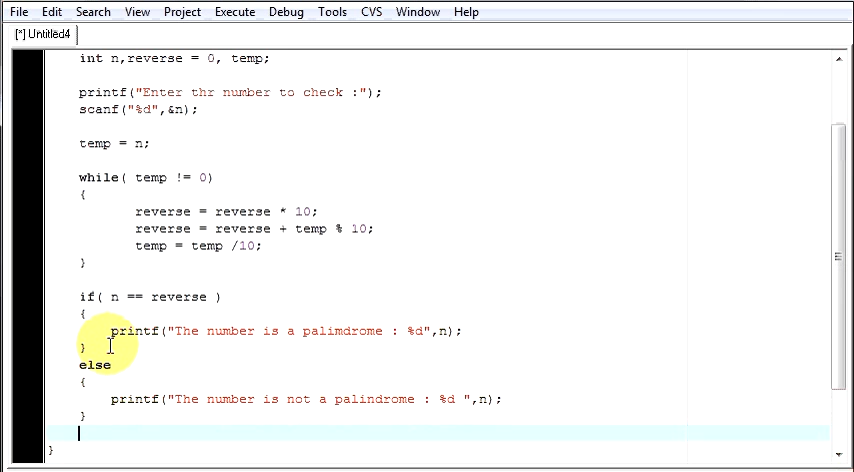 File Edit Search View Project Execute Debug Tools CVS Window Help
[*] Untitled4
int n,reverse = 0, temp;
printf("Enter thr number to check :");
scanf("%d",&n);
temp = n;
while( temp != 0)
{
reverse = reverse * 10;
reverse = reverse + temp % 10;
temp = temp /10;
}
if( n == reverse )
{
printf("The number is a palimdrome : %d",n);
}
else
{
printf("The number is not a palindrome : %d ",n);
}
}